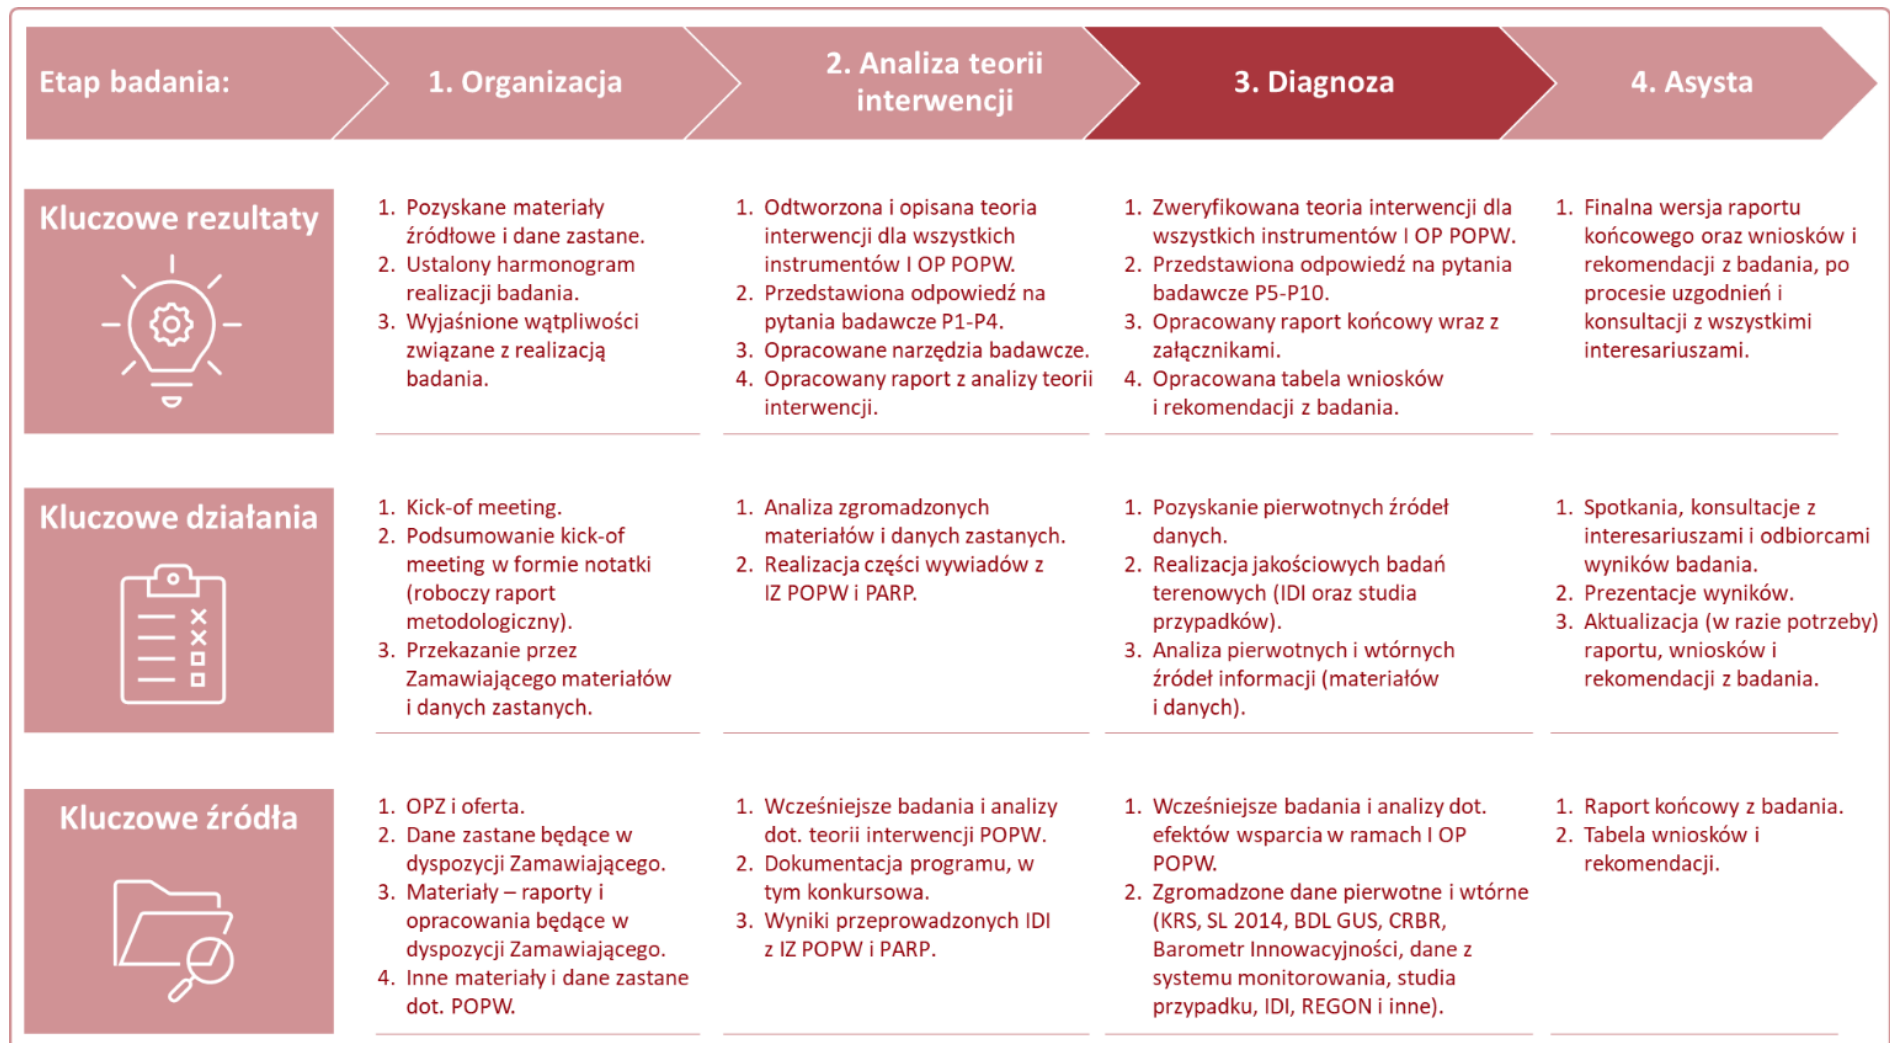 Etap badania:
1. Organizacja
2. Analiza teorii
interwencji
3. Diagnoza
4. Asysta
Kluczowe rezultaty
1. Pozyskane materiały
źródłowe i dane zastane.
2. Ustalony harmonogram
realizacji badania.
3. Wyjaśnione wątpliwości
związane z realizacją
badania.
1. Odtworzona i opisana teoria
interwencji dla wszystkich
instrumentów I OP POPW.
2. Przedstawiona odpowiedź na
pytania badawcze P1-P4.
3. Opracowane narzędzia badawcze.
4. Opracowany raport z analizy teorii
interwencji.
1. Zweryfikowana teoria interwencji dla
wszystkich instrumentów I OP POPW.
2. Przedstawiona odpowiedź na pytania
badawcze P5-P10.
3. Opracowany raport końcowy wraz z
załącznikami.
4. Opracowana tabela wniosków
i rekomendacji z badania.
1. Finalna wersja raportu
końcowego oraz wniosków i
rekomendacji z badania, po
procesie uzgodnień i
konsultacji z wszystkimi
interesariuszami.
Kluczowe działania
1. Kick-of meeting.
2. Podsumowanie kick-of
meeting w formie notatki
(roboczy raport
metodologiczny).
3. Przekazanie przez
Zamawiającego materiałów
i danych zastanych.
1. Analiza zgromadzonych
materiałów i danych zastanych.
2. Realizacja części wywiadów z
IZ POPW i PARP.
1. Pozyskanie pierwotnych źródeł
danych.
2. Realizacja jakościowych badań
terenowych (IDI oraz studia
przypadków).
3. Analiza pierwotnych i wtórnych
źródeł informacji (materiałów
i danych).
1. Spotkania, konsultacje z
interesariuszami i odbiorcami
wyników badania.
2. Prezentacje wyników.
3. Aktualizacja (w razie potrzeby)
raportu, wniosków i
rekomendacji z badania.
Kluczowe źródła
1. OPZ i oferta.
2. Dane zastane będące w
dyspozycji Zamawiającego.
3. Materiały – raporty i
opracowania będące w
dyspozycji Zamawiającego.
4. Inne materiały i dane zastane
dot. POPW.
1. Wcześniejsze badania i analizy
dot. teorii interwencji POPW.
2. Dokumentacja programu, w
tym konkursowa.
3. Wyniki przeprowadzonych IDI
z IZ POPW i PARP.
1. Wcześniejsze badania i analizy dot.
efektów wsparcia w ramach I OP
POPW.
2. Zgromadzone dane pierwotne i wtórne
(KRS, SL 2014, BDL GUS, CRBR,
Barometr Innowacyjności, dane z
systemu monitorowania, studia
przypadku, IDI, REGON i inne).
1. Raport końcowy z badania.
2. Tabela wniosków i
rekomendacji.